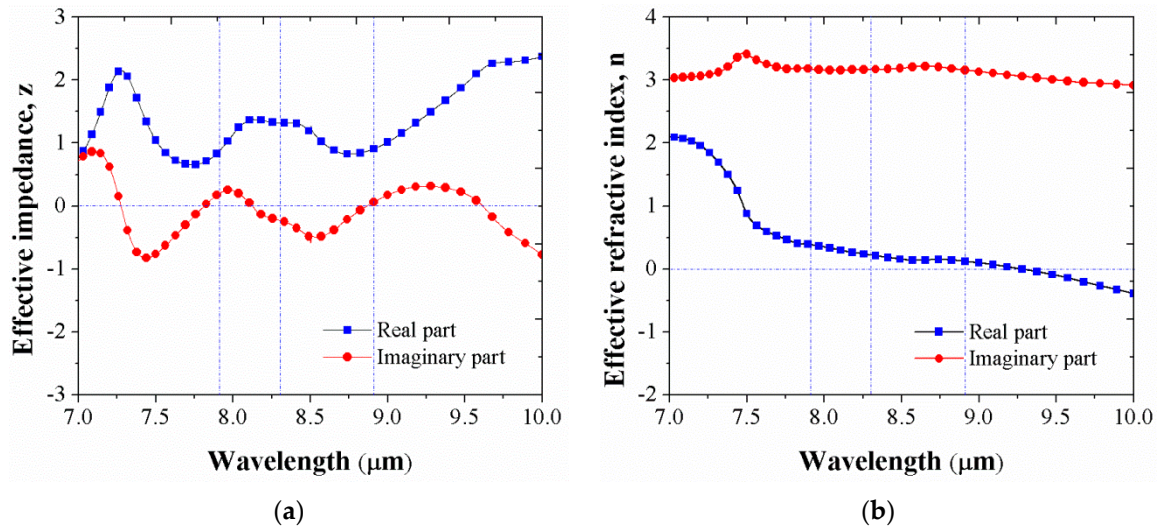 Effective impedance, z
3
2
1
0
-1
-2
-3
7.0 7.5 8.0 8.5 9.0 9.5 10.0
Real part
Imaginary part
Wavelength (μm)
(a)
Effective refractive index, n
4
3
2
1
0
-1
-2
7.0 7.5 8.0 8.5 9.0 9.5 10.0
Real part
Imaginary part
Wavelength (μm)
(b)